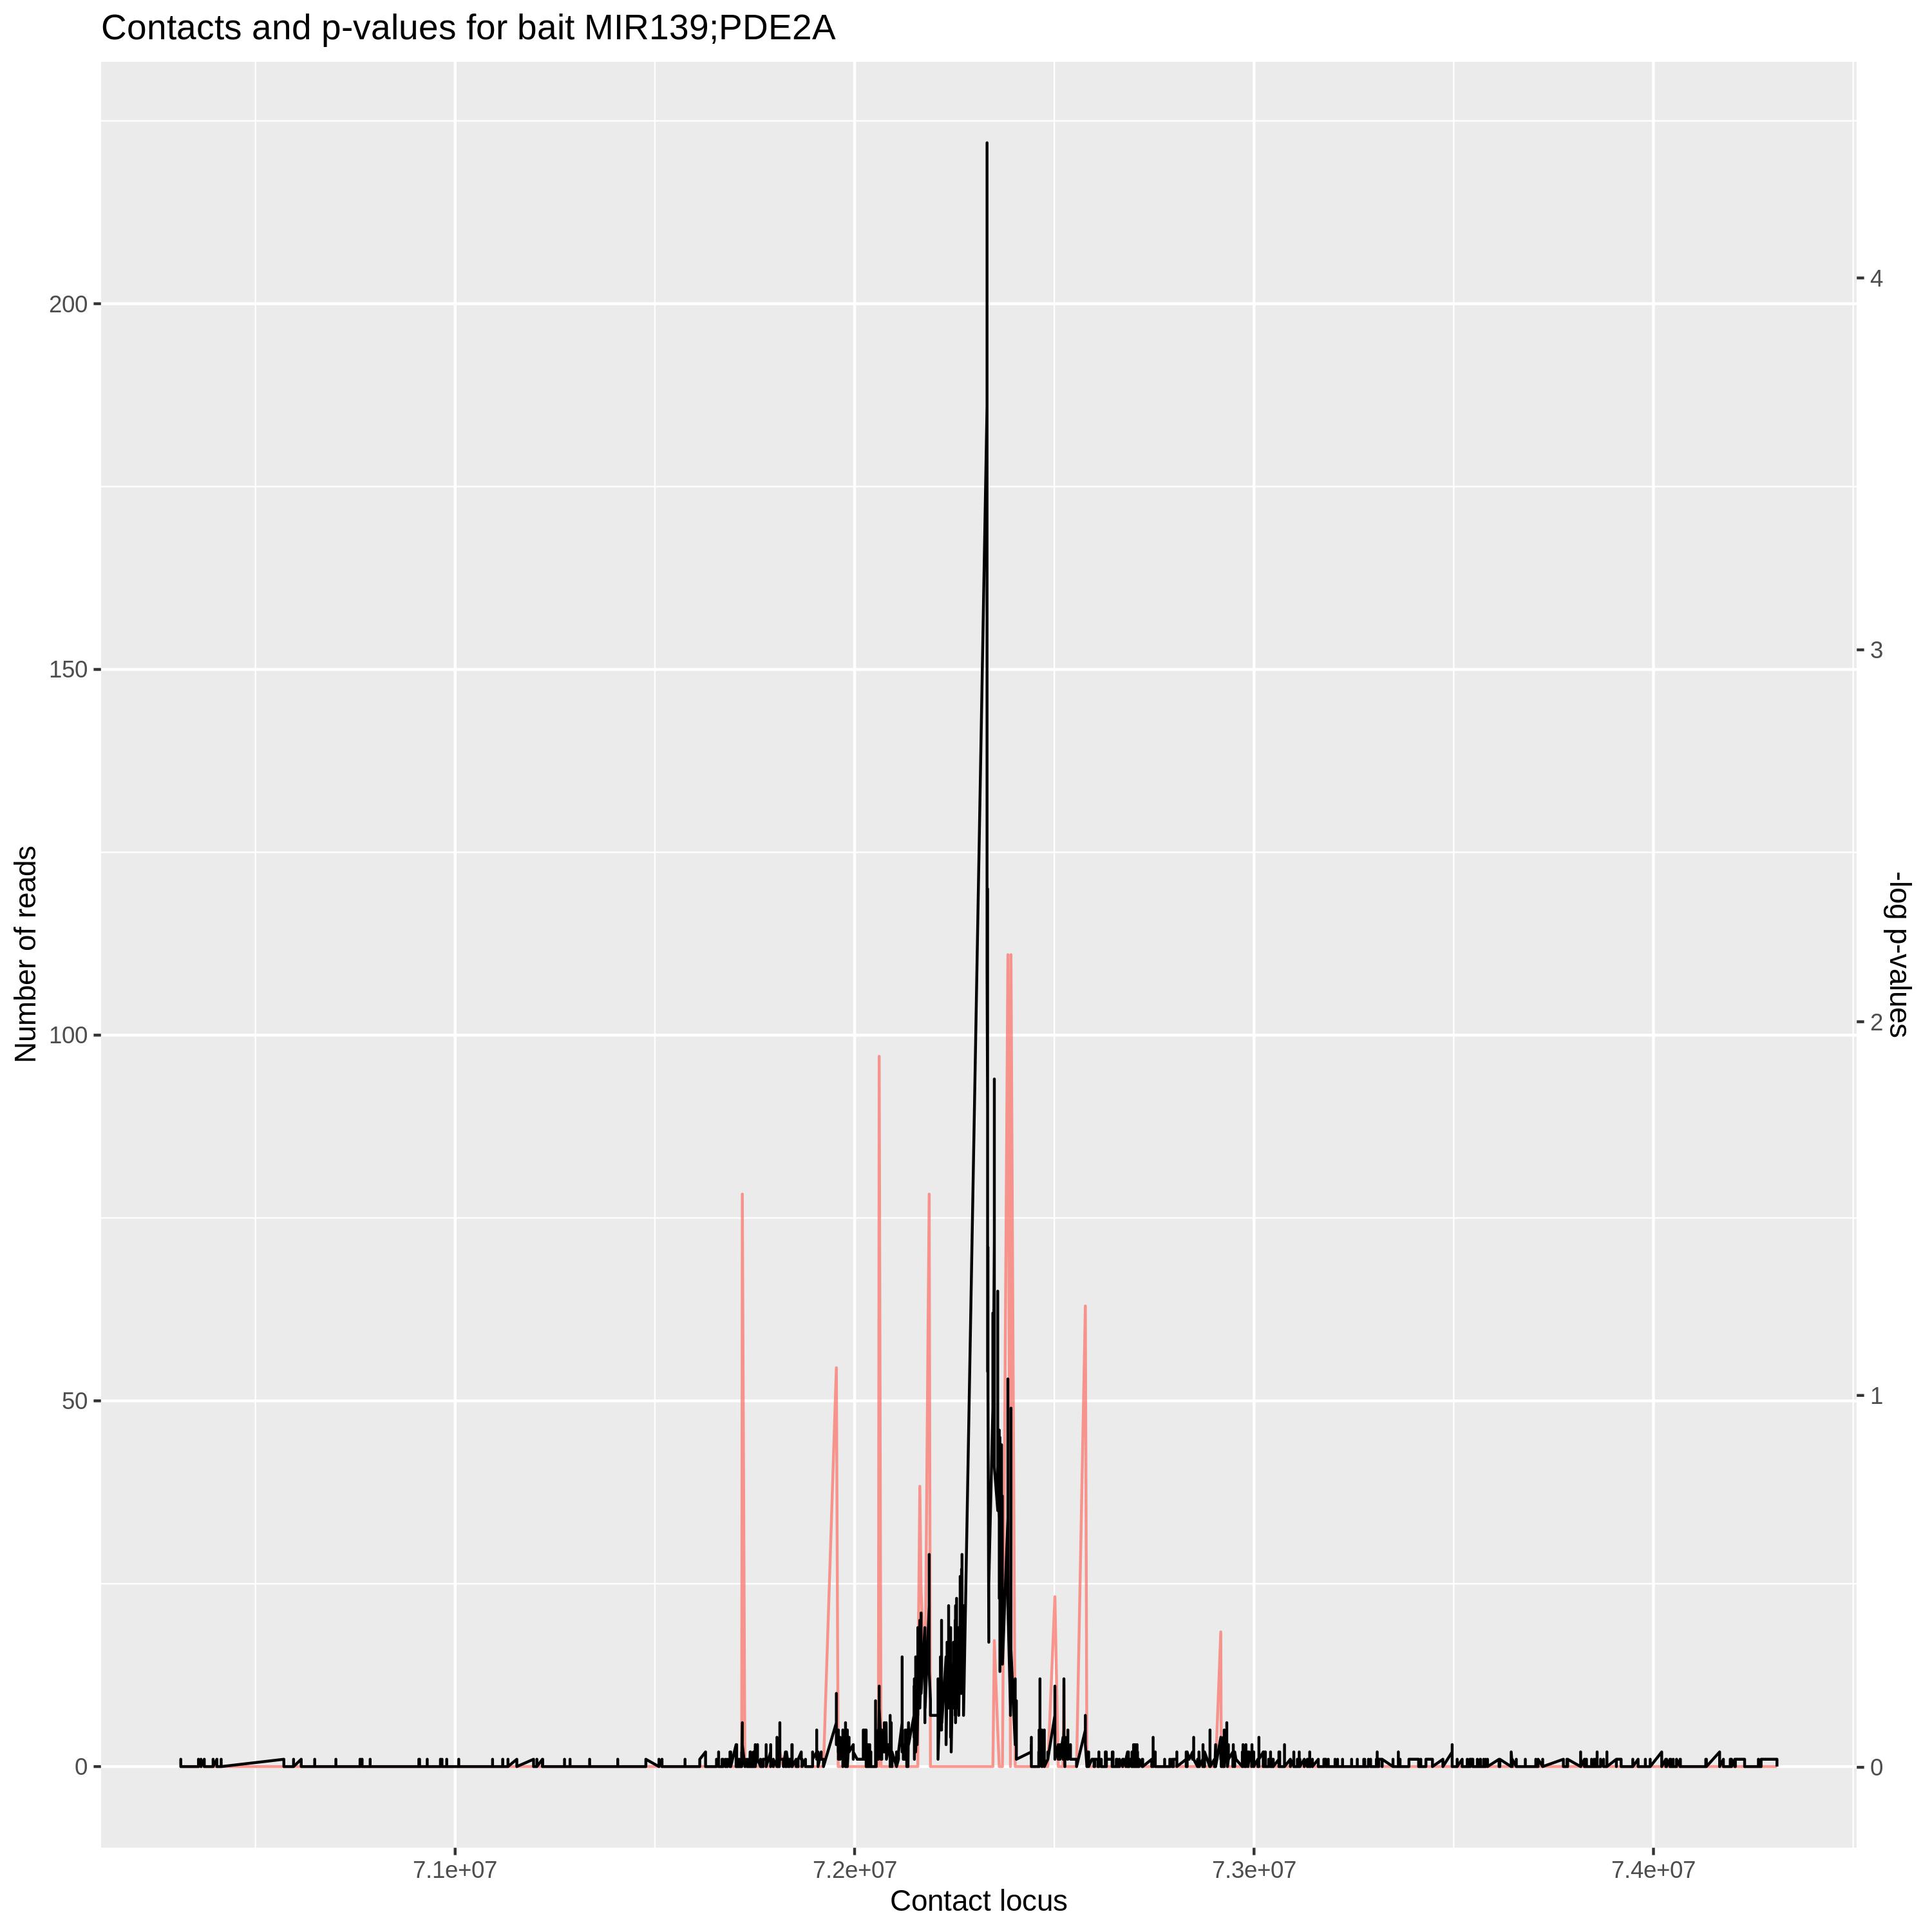 Contacts and p-values for bait MIR139;PDE2A
Number of reads
200
150
100
50
0
4
3
2
1
0
-log p-values
7.1e+07
7.2e+07
7.3e+07
7.4e+07
Contact locus